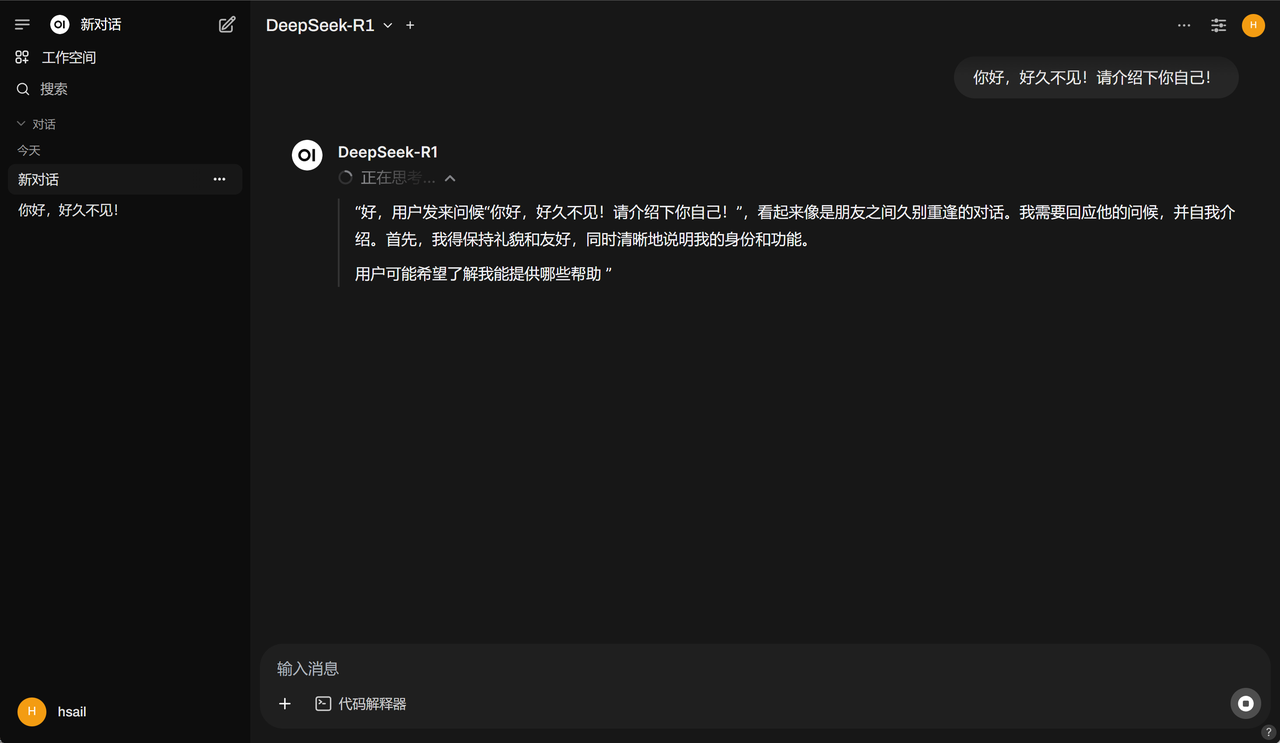 OI 新对话
工作空间
搜索
对话
今天
新对话
你好，好久不见！
H hsail
DeepSeek-R1
H
你好，好久不见！请介绍下你自己！
OI DeepSeek-R1
正在思考…
“好，用户发来问候“你好，好久不见！请介绍下你自己！”，看起来像是朋友之间久别重逢的对话。我需要回应他的问候，并自我介
绍。首先，我得保持礼貌和友好，同时清晰地说明我的身份和功能。
用户可能希望了解我能提供哪些帮助 ”
输入消息
代码解释器
?